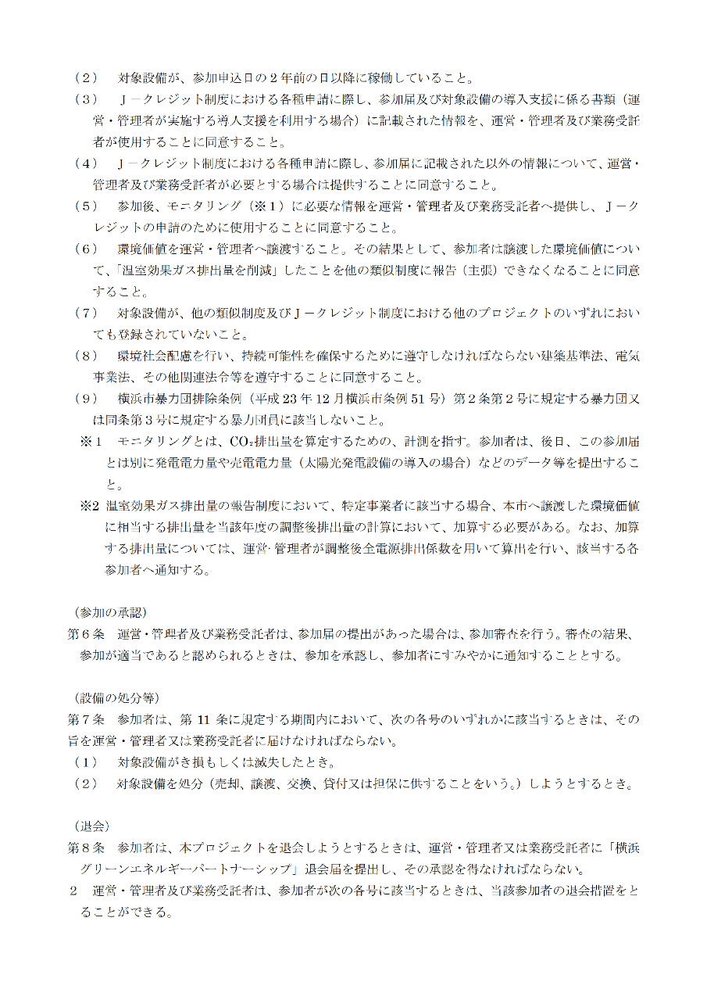 （２）　対象設備が、参加申込日の 2 年前の日以降に稼働していること。
（３）　Ｊ－クレジット制度における各種申請に際し、参加届及び対象設備の導入支援に係る書類（運
営・管理者が実施する導入支援を利用する場合）に記載された情報を、運営・管理者及び業務受託
者が使用することに同意すること。
（４）　Ｊ－クレジット制度における各種申請に際し、参加届に記載された以外の情報について、運営・
管理者及び業務受託者が必要とする場合は提供することに同意すること。
（５）　参加後、モニタリング（※１）に必要な情報を運営・管理者及び業務受託者へ提供し、Ｊ－ク
レジットの申請のために使用することに同意すること。
（６）　環境価値を運営・管理者へ譲渡すること。その結果として、参加者は譲渡した環境価値につい
て、「温室効果ガス排出量を削減」したことを他の類似制度に報告（主張）できなくなることに同意
すること。
（７）　対象設備が、他の類似制度及びＪ－クレジット制度における他のプロジェクトのいずれにおい
ても登録されていないこと。
（８）　環境社会配慮を行い、持続可能性を確保するために遵守しなければならない建築基準法、電気
事業法、その他関連法令等を遵守することに同意すること。
（９）　横浜市暴力団排除条例（平成 23 年 12 月横浜市条例 51 号）第２条第２号に規定する暴力団又
は同条第３号に規定する暴力団員に該当しないこと。
※１　モニタリングとは、CO₂排出量を算定するための、計測を指す。参加者は、後日、この参加届
とは別に発電電力量や売電電力量（太陽光発電設備の導入の場合）などのデータ等を提出するこ
と。
※2 温室効果ガス排出量の報告制度において、特定事業者に該当する場合、本市へ譲渡した環境価値
に相当する排出量を当該年度の調整後排出量の計算において、加算する必要がある。なお、加算
する排出量については、運営・管理者が調整後全電源排出係数を用いて算出を行い、該当する各
参加者へ通知する。
（参加の承認）
第６条　運営・管理者及び業務受託者は、参加届の提出があった場合は、参加審査を行う。審査の結果、
参加が適当であると認められるときは、参加を承認し、参加者にすみやかに通知することとする。
（設備の処分等）
第７条　参加者は、第 11 条に規定する期間内において、次の各号のいずれかに該当するときは、その
旨を運営・管理者又は業務受託者に届けなければならない。
（１）　対象設備がき損もしくは滅失したとき。
（２）　対象設備を処分（売却、譲渡、交換、貸付又は担保に供することをいう。）しようとするとき。
（退会）
第８条　参加者は、本プロジェクトを退会しようとするときは、運営・管理者又は業務受託者に「横浜
グリーンエネルギーパートナーシップ」退会届を提出し、その承認を得なければならない。
２　運営・管理者及び業務受託者は、参加者が次の各号に該当するときは、当該参加者の退会措置をと
ることができる。